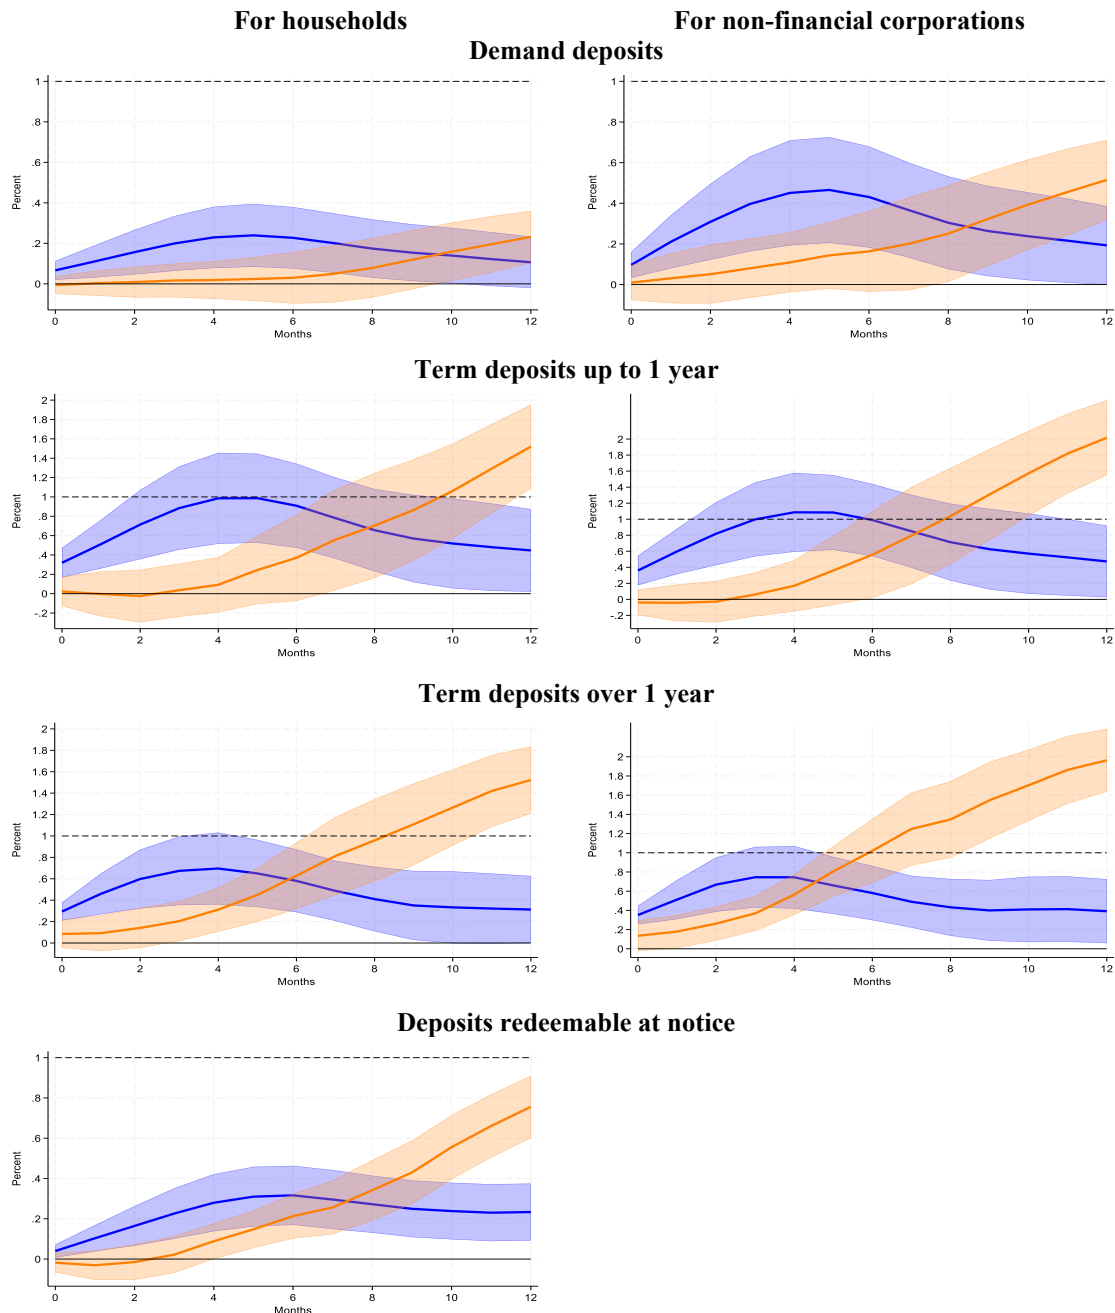 For households
For non-financial corporations
Demand deposits
1
.8
.6
.4
.2
0
Percent
0 2 4 6 8 10 12
Months
1
.8
.6
.4
.2
0
Percent
0 2 4 6 8 10 12
Months
Term deposits up to 1 year
2
1.8
1.6
1.4
1.2
1
.8
.6
.4
.2
0
-.2
Percent
0 2 4 6 8 10 12
Months
2
1.8
1.6
1.4
1.2
1
.8
.6
.4
.2
0
-.2
Percent
0 2 4 6 8 10 12
Months
Term deposits over 1 year
2
1.8
1.6
1.4
1.2
1
.8
.6
.4
.2
0
Percent
0 2 4 6 8 10 12
Months
2
1.8
1.6
1.4
1.2
1
.8
.6
.4
.2
0
Percent
0 2 4 6 8 10 12
Months
Deposits redeemable at notice
1
.8
.6
.4
.2
0
Percent
0 2 4 6 8 10 12
Months